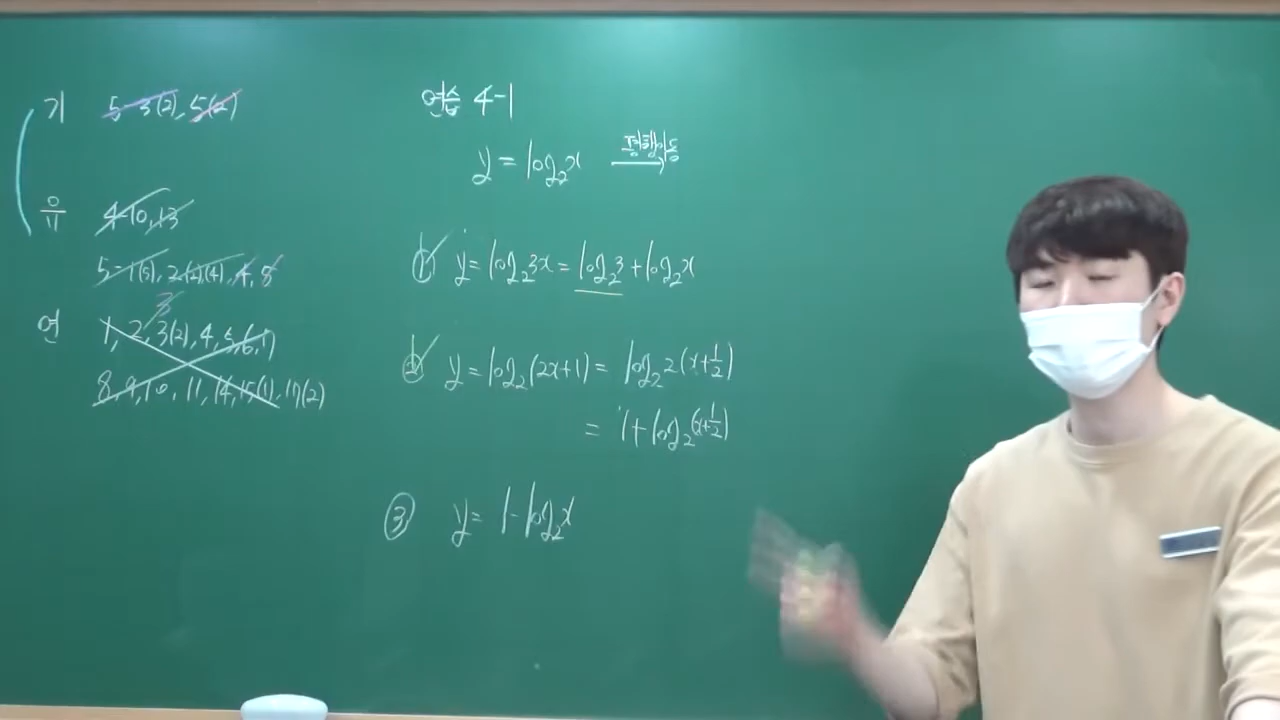 기 5-3(2), 5(2)
유 4-10, 13
5-1(5), 2-(2),(4), 4, 8
3
연 1, 2, 3(2), 4, 5, 6, 7
8, 9, 10, 11, 14, 15(1), 17(2)
연습 4-1
y = log₂x 평행이동 →
① y = log₂3x = log₂3 + log₂x
② y = log₂(2x+1) = log₂2(x+½)
= 1 + log₂(x+½)
③ y = 1 - log₂x